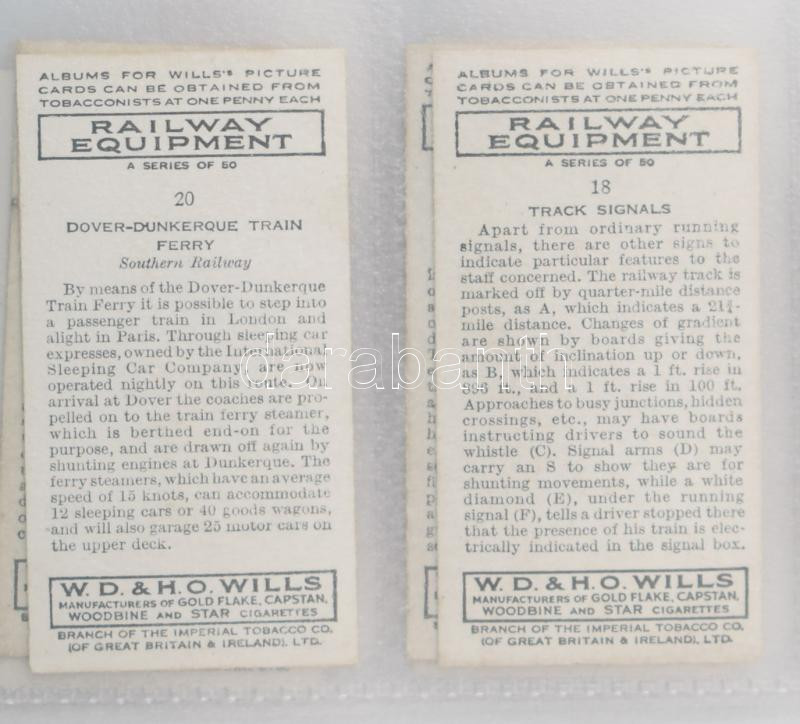 ALBUMS FOR WILLS'S PICTURE
CARDS CAN BE OBTAINED FROM
TOBACCONISTS AT ONE PENNY EACH
RAILWAY
EQUIPMENT
A SERIES OF 50
20
DOVER-DUNKERQUE TRAIN
FERRY
Southern Railway
By means of the Dover-Dunkerque
Train Ferry it is possible to step into
a passenger train in London and
alight in Paris. Through sleeping car
expresses, owned by the International
Sleeping Car Company, are now
operated nightly on this route. On
arrival at Dover the coaches are pro-
pelled on to the train ferry steamer,
which is berthed end-on for the
purpose, and are drawn off again by
shunting engines at Dunkerque. The
ferry steamers, which have an average
speed of 15 knots, can accommodate
12 sleeping cars or 40 goods wagons,
and will also garage 25 motor cars on
the upper deck.
W. D. & H. O. WILLS
MANUFACTURERS OF GOLD FLAKE, CAPSTAN,
WOODBINE AND STAR CIGARETTES
BRANCH OF THE IMPERIAL TOBACCO CO.
(OF GREAT BRITAIN & IRELAND), LTD.
ALBUMS FOR WILLS'S PICTURE
CARDS CAN BE OBTAINED FROM
TOBACCONISTS AT ONE PENNY EACH
RAILWAY
EQUIPMENT
A SERIES OF 50
18
TRACK SIGNALS
Apart from ordinary running
signals, there are other signs to
indicate particular features to the
staff concerned. The railway track is
marked off by quarter-mile distance
posts, as A, which indicates a 21¾-
mile distance. Changes of gradient
are shown by boards giving the
amount of inclination up or down,
as B, which indicates a 1 ft. rise in
ft., and a 1 ft. rise in 100 ft.
Approaches to busy junctions, hidden
crossings, etc., may have boards
instructing drivers to sound the
whistle (C). Signal arms (D) may
carry an S to show they are for
shunting movements, while a white
diamond (E), under the running
signal (F), tells a driver stopped there
that the presence of his train is elec-
trically indicated in the signal box.
W. D. & H. O. WILLS
MANUFACTURERS OF GOLD FLAKE, CAPSTAN,
WOODBINE AND STAR CIGARETTES
BRANCH OF THE IMPERIAL TOBACCO CO.
(OF GREAT BRITAIN & IRELAND), LTD.
darabanth